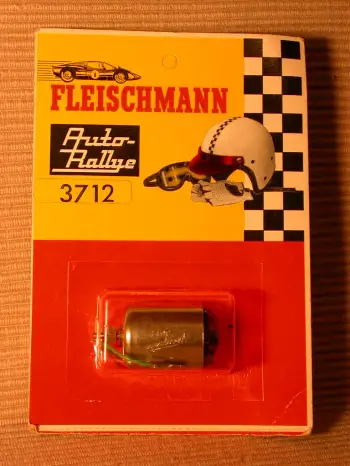 FLEISCHMANN
Auto-
Rallye
3712